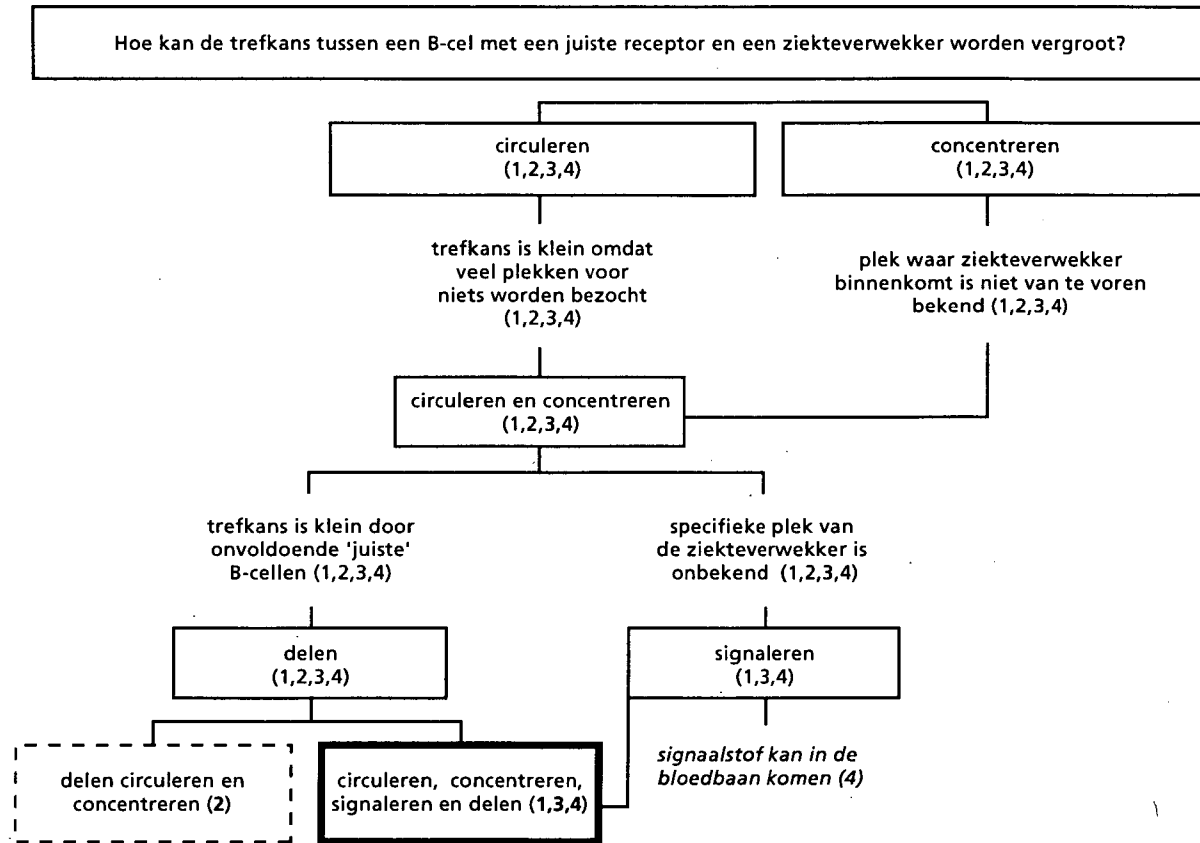 Hoe kan de trefkans tussen een B-cel met een juiste receptor en een ziekteverwekker worden vergroot?
circuleren
(1,2,3,4)
concentreren
(1,2,3,4)
trefkans is klein omdat
veel plekken voor
niets worden bezocht
(1,2,3,4)
plek waar ziekteverwekker
binnenkomt is niet van te voren
bekend (1,2,3,4)
circuleren en concentreren
(1,2,3,4)
trefkans is klein door
onvoldoende 'juiste'
B-cellen (1,2,3,4)
specifieke plek van
de ziekteverwekker is
onbekend (1,2,3,4)
delen
(1,2,3,4)
signaleren
(1,3,4)
delen circuleren en
concentreren (2)
circuleren, concentreren,
signaleren en delen (1,3,4)
signaalstof kan in de
bloedbaan komen (4)